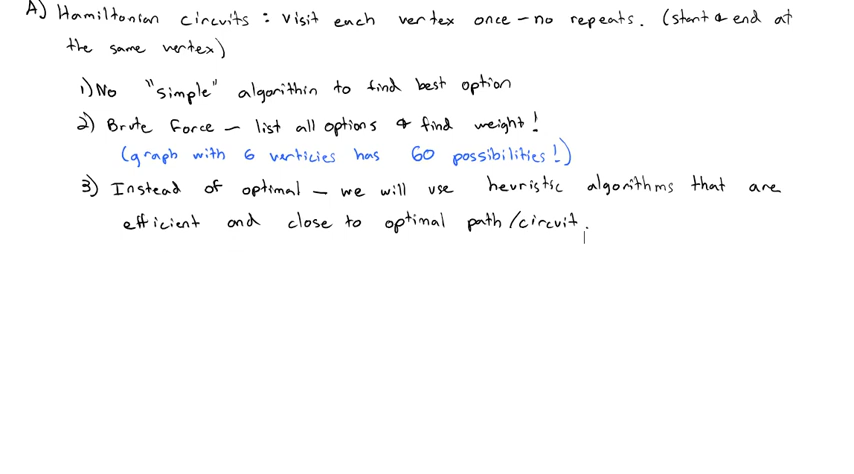 A) Hamiltonian circuits : visit each vertex once - no repeats. (start & end at
the same vertex)
1) No "simple" algorithm to find best option
2) Brute Force - list all options & find weight!
(graph with 6 verticies has 60 possibilities!)
3) Instead of optimal - we will use heuristic algorithms that are
efficient and close to optimal path/circuit.